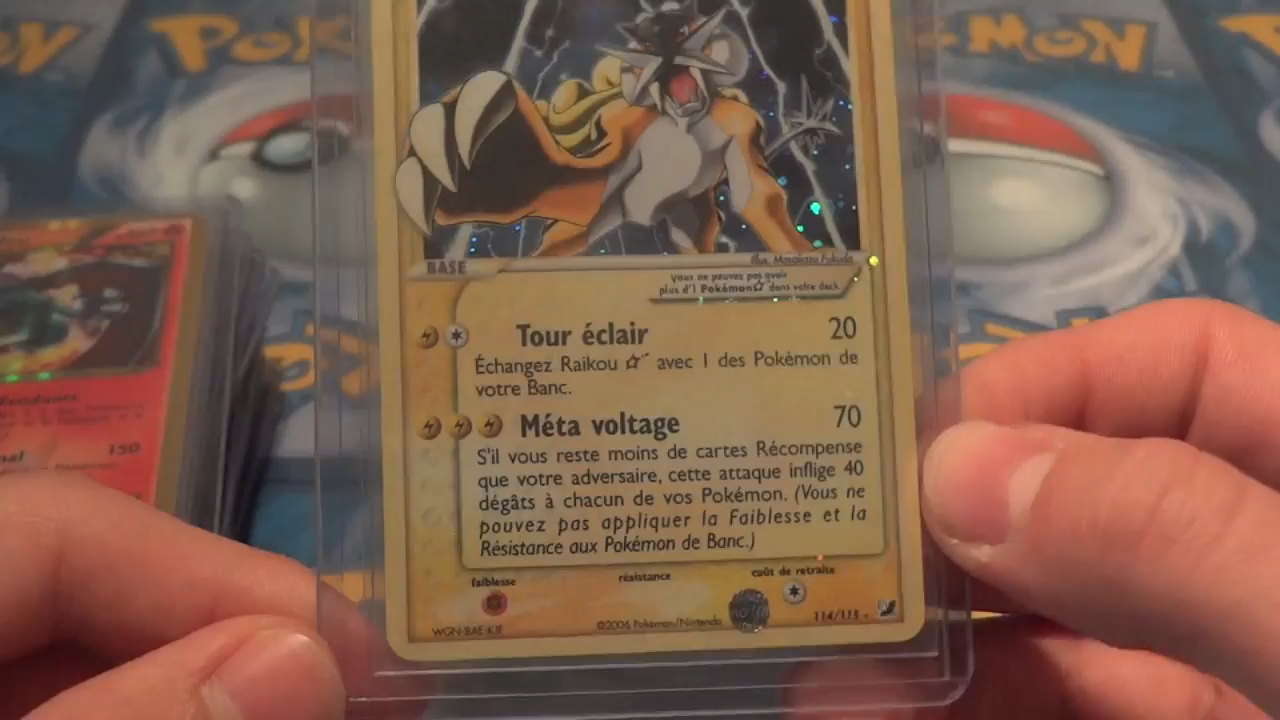 POK
MON
BASE
Illus. Masakazu Fukuda
Vous ne pouvez pas avoir
plus d'1 Pokémon☆ dans votre deck
Tour éclair 20
Échangez Raikou ☆ avec 1 des Pokémon de
votre Banc.
Méta voltage 70
S'il vous reste moins de cartes Récompense
que votre adversaire, cette attaque inflige 40
dégâts à chacun de vos Pokémon. (Vous ne
pouvez pas appliquer la Faiblesse et la
Résistance aux Pokémon de Banc.)
faiblesse résistance coût de retraite
©2006 Pokémon/Nintendo
114/115
150